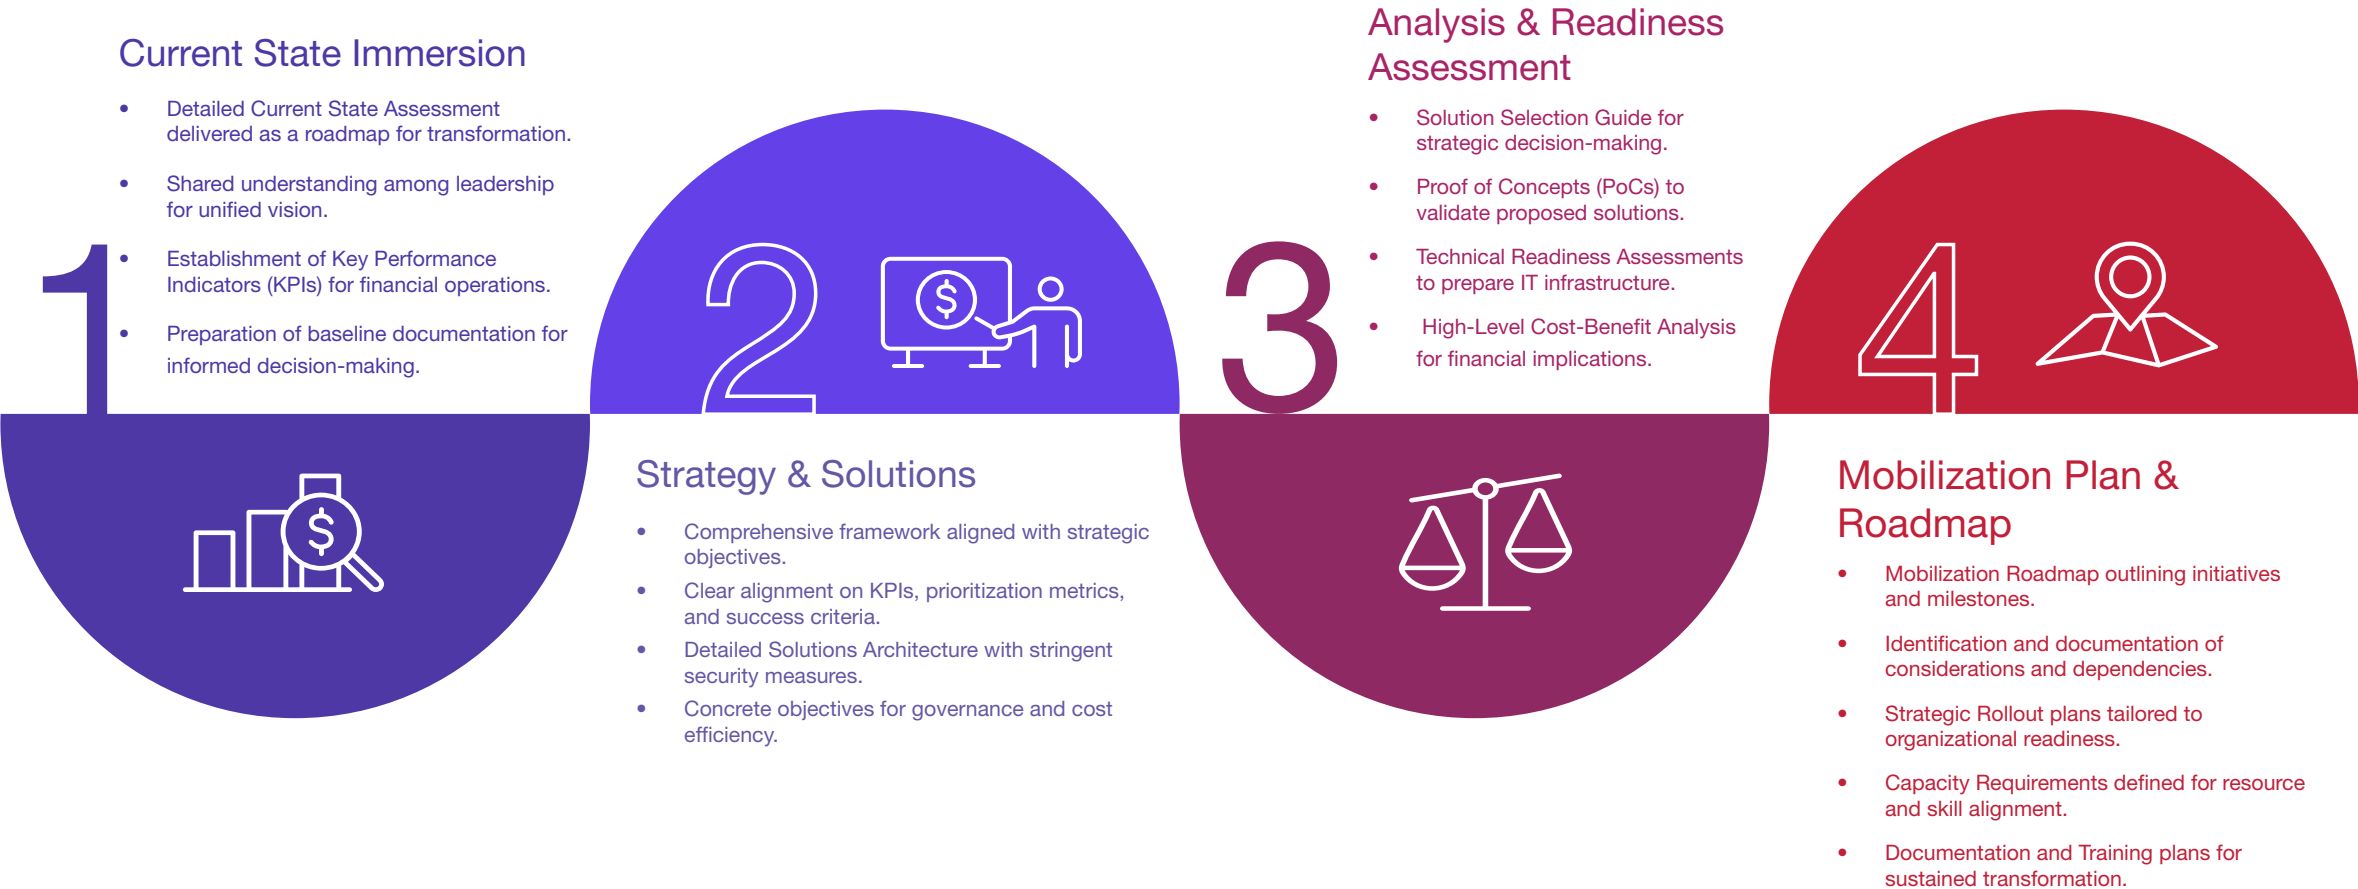 1
Current State Immersion
• Detailed Current State Assessment
delivered as a roadmap for transformation.
• Shared understanding among leadership
for unified vision.
• Establishment of Key Performance
Indicators (KPIs) for financial operations.
• Preparation of baseline documentation for
informed decision-making.
$
2
$
Strategy & Solutions
• Comprehensive framework aligned with strategic
objectives.
• Clear alignment on KPIs, prioritization metrics,
and success criteria.
• Detailed Solutions Architecture with stringent
security measures.
• Concrete objectives for governance and cost
efficiency.
3
Analysis & Readiness
Assessment
• Solution Selection Guide for
strategic decision-making.
• Proof of Concepts (PoCs) to
validate proposed solutions.
• Technical Readiness Assessments
to prepare IT infrastructure.
• High-Level Cost-Benefit Analysis
for financial implications.
4
Mobilization Plan &
Roadmap
• Mobilization Roadmap outlining initiatives
and milestones.
• Identification and documentation of
considerations and dependencies.
• Strategic Rollout plans tailored to
organizational readiness.
• Capacity Requirements defined for resource
and skill alignment.
• Documentation and Training plans for
sustained transformation.